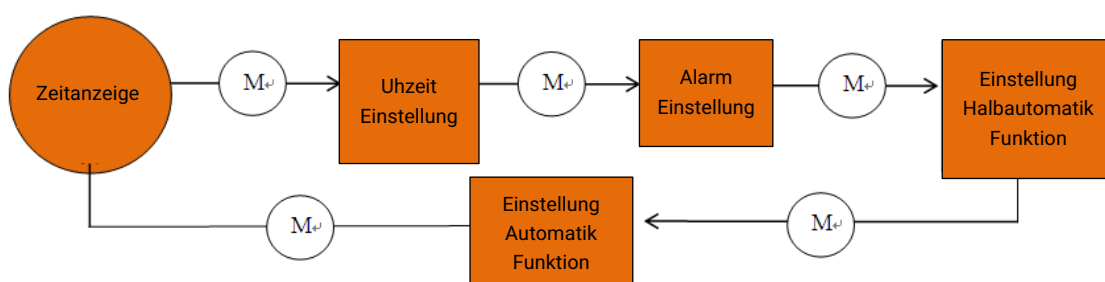 Zeitanzeige
M
Uhzeit
Einstellung
M
Alarm
Einstellung
M
Einstellung
Halbautomatik
Funktion
M
Einstellung
Automatik
Funktion
M